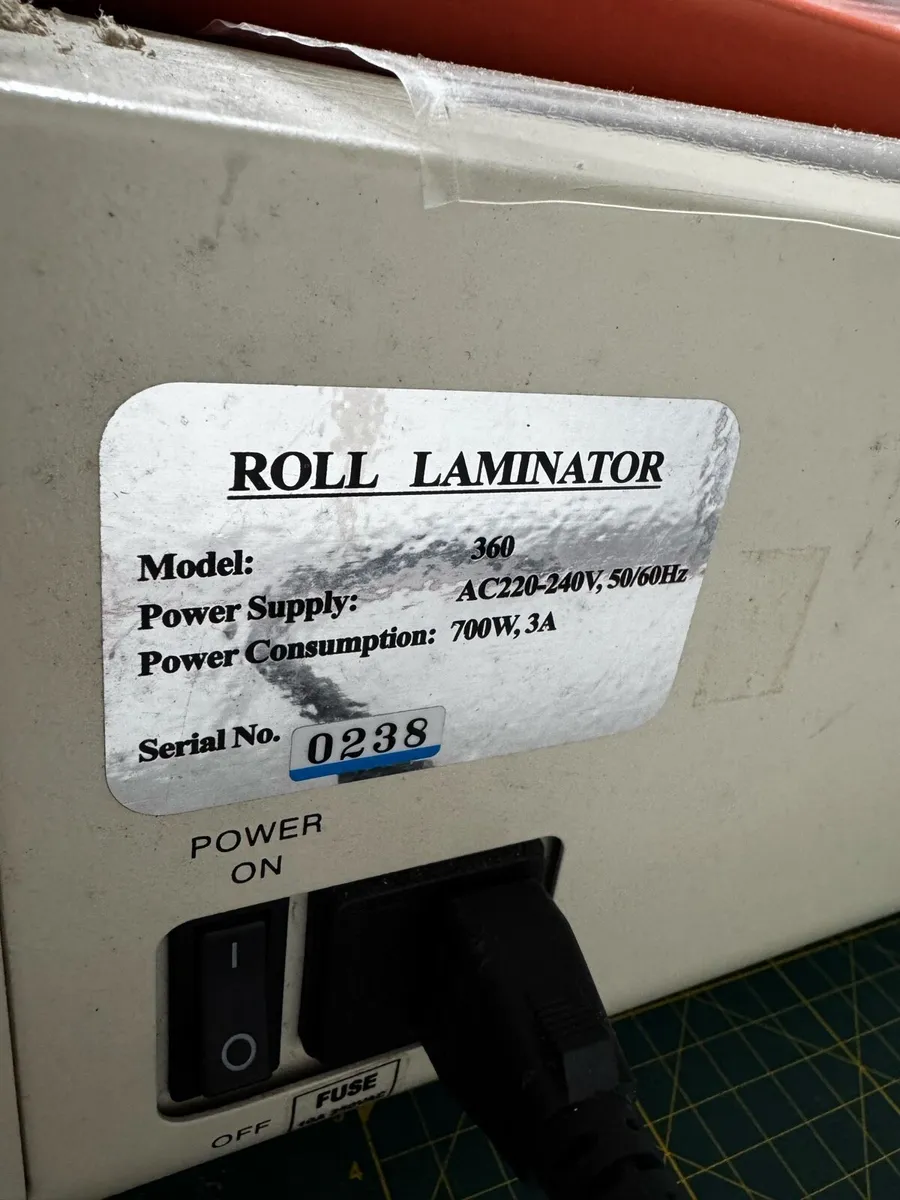 ROLL LAMINATOR
Model: 360
Power Supply: AC220-240V, 50/60Hz
Power Consumption: 700W, 3A
Serial No. 0238
POWER
ON
OFF
FUSE
4